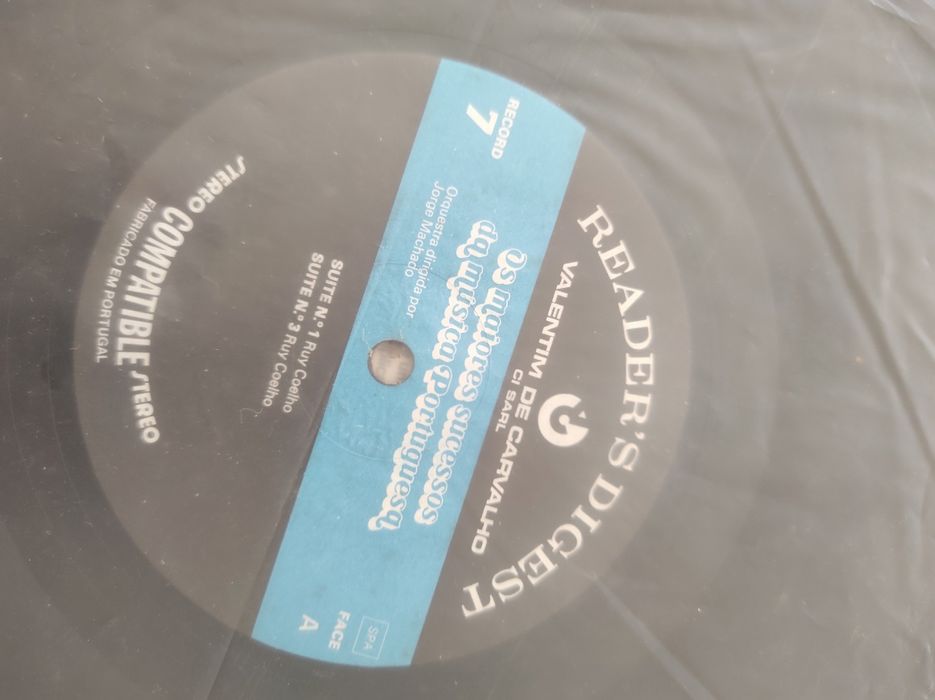 READER'S DIGEST
VALENTIM DE CARVALHO
CI SARL
RECORD
7
Os maiores sucessos
da música Portuguesa
Orquestra dirigida por
Jorge Machado
SPA
FACE
A
SUITE N.º 1 Ruy Coelho
SUITE N.º 3 Ruy Coelho
STEREO COMPATIBLE STEREO
FABRICADO EM PORTUGAL